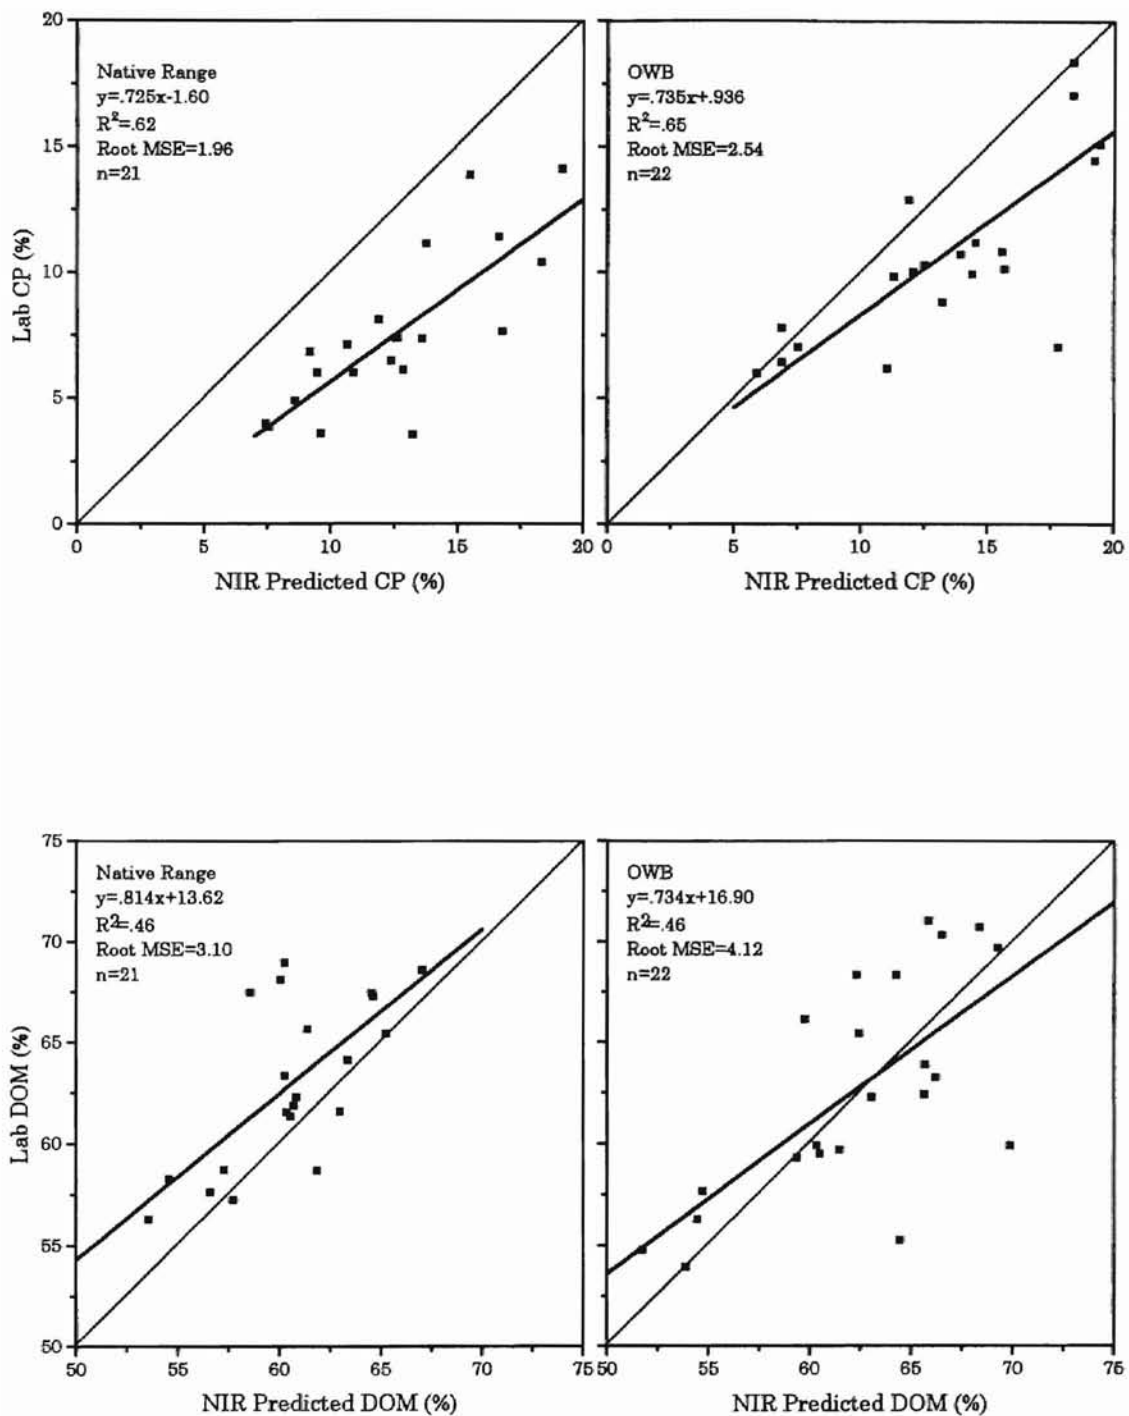 20
15
10
5
0
Lab CP (%)
Native Range
y=.725x-1.60
R²=.62
Root MSE=1.96
n=21
0 5 10 15 20
NIR Predicted CP (%)
OWB
y=.735x+.936
R²=.65
Root MSE=2.54
n=22
0 5 10 15 20
NIR Predicted CP (%)
75
70
65
60
55
50
Lab DOM (%)
Native Range
y=.814x+13.62
R²=.46
Root MSE=3.10
n=21
50 55 60 65 70 75
NIR Predicted DOM (%)
OWB
y=.734x+16.90
R²=.46
Root MSE=4.12
n=22
50 55 60 65 70 75
NIR Predicted DOM (%)